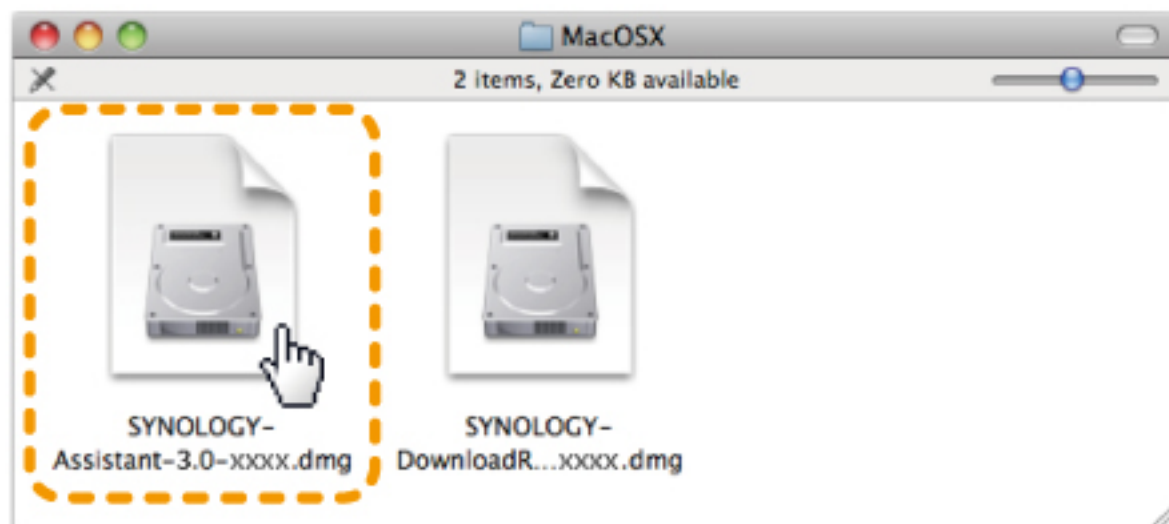 MacOSX
2 items, Zero KB available
SYNOLOGY-
Assistant-3.0-xxxx.dmg
SYNOLOGY-
DownloadR...xxxx.dmg